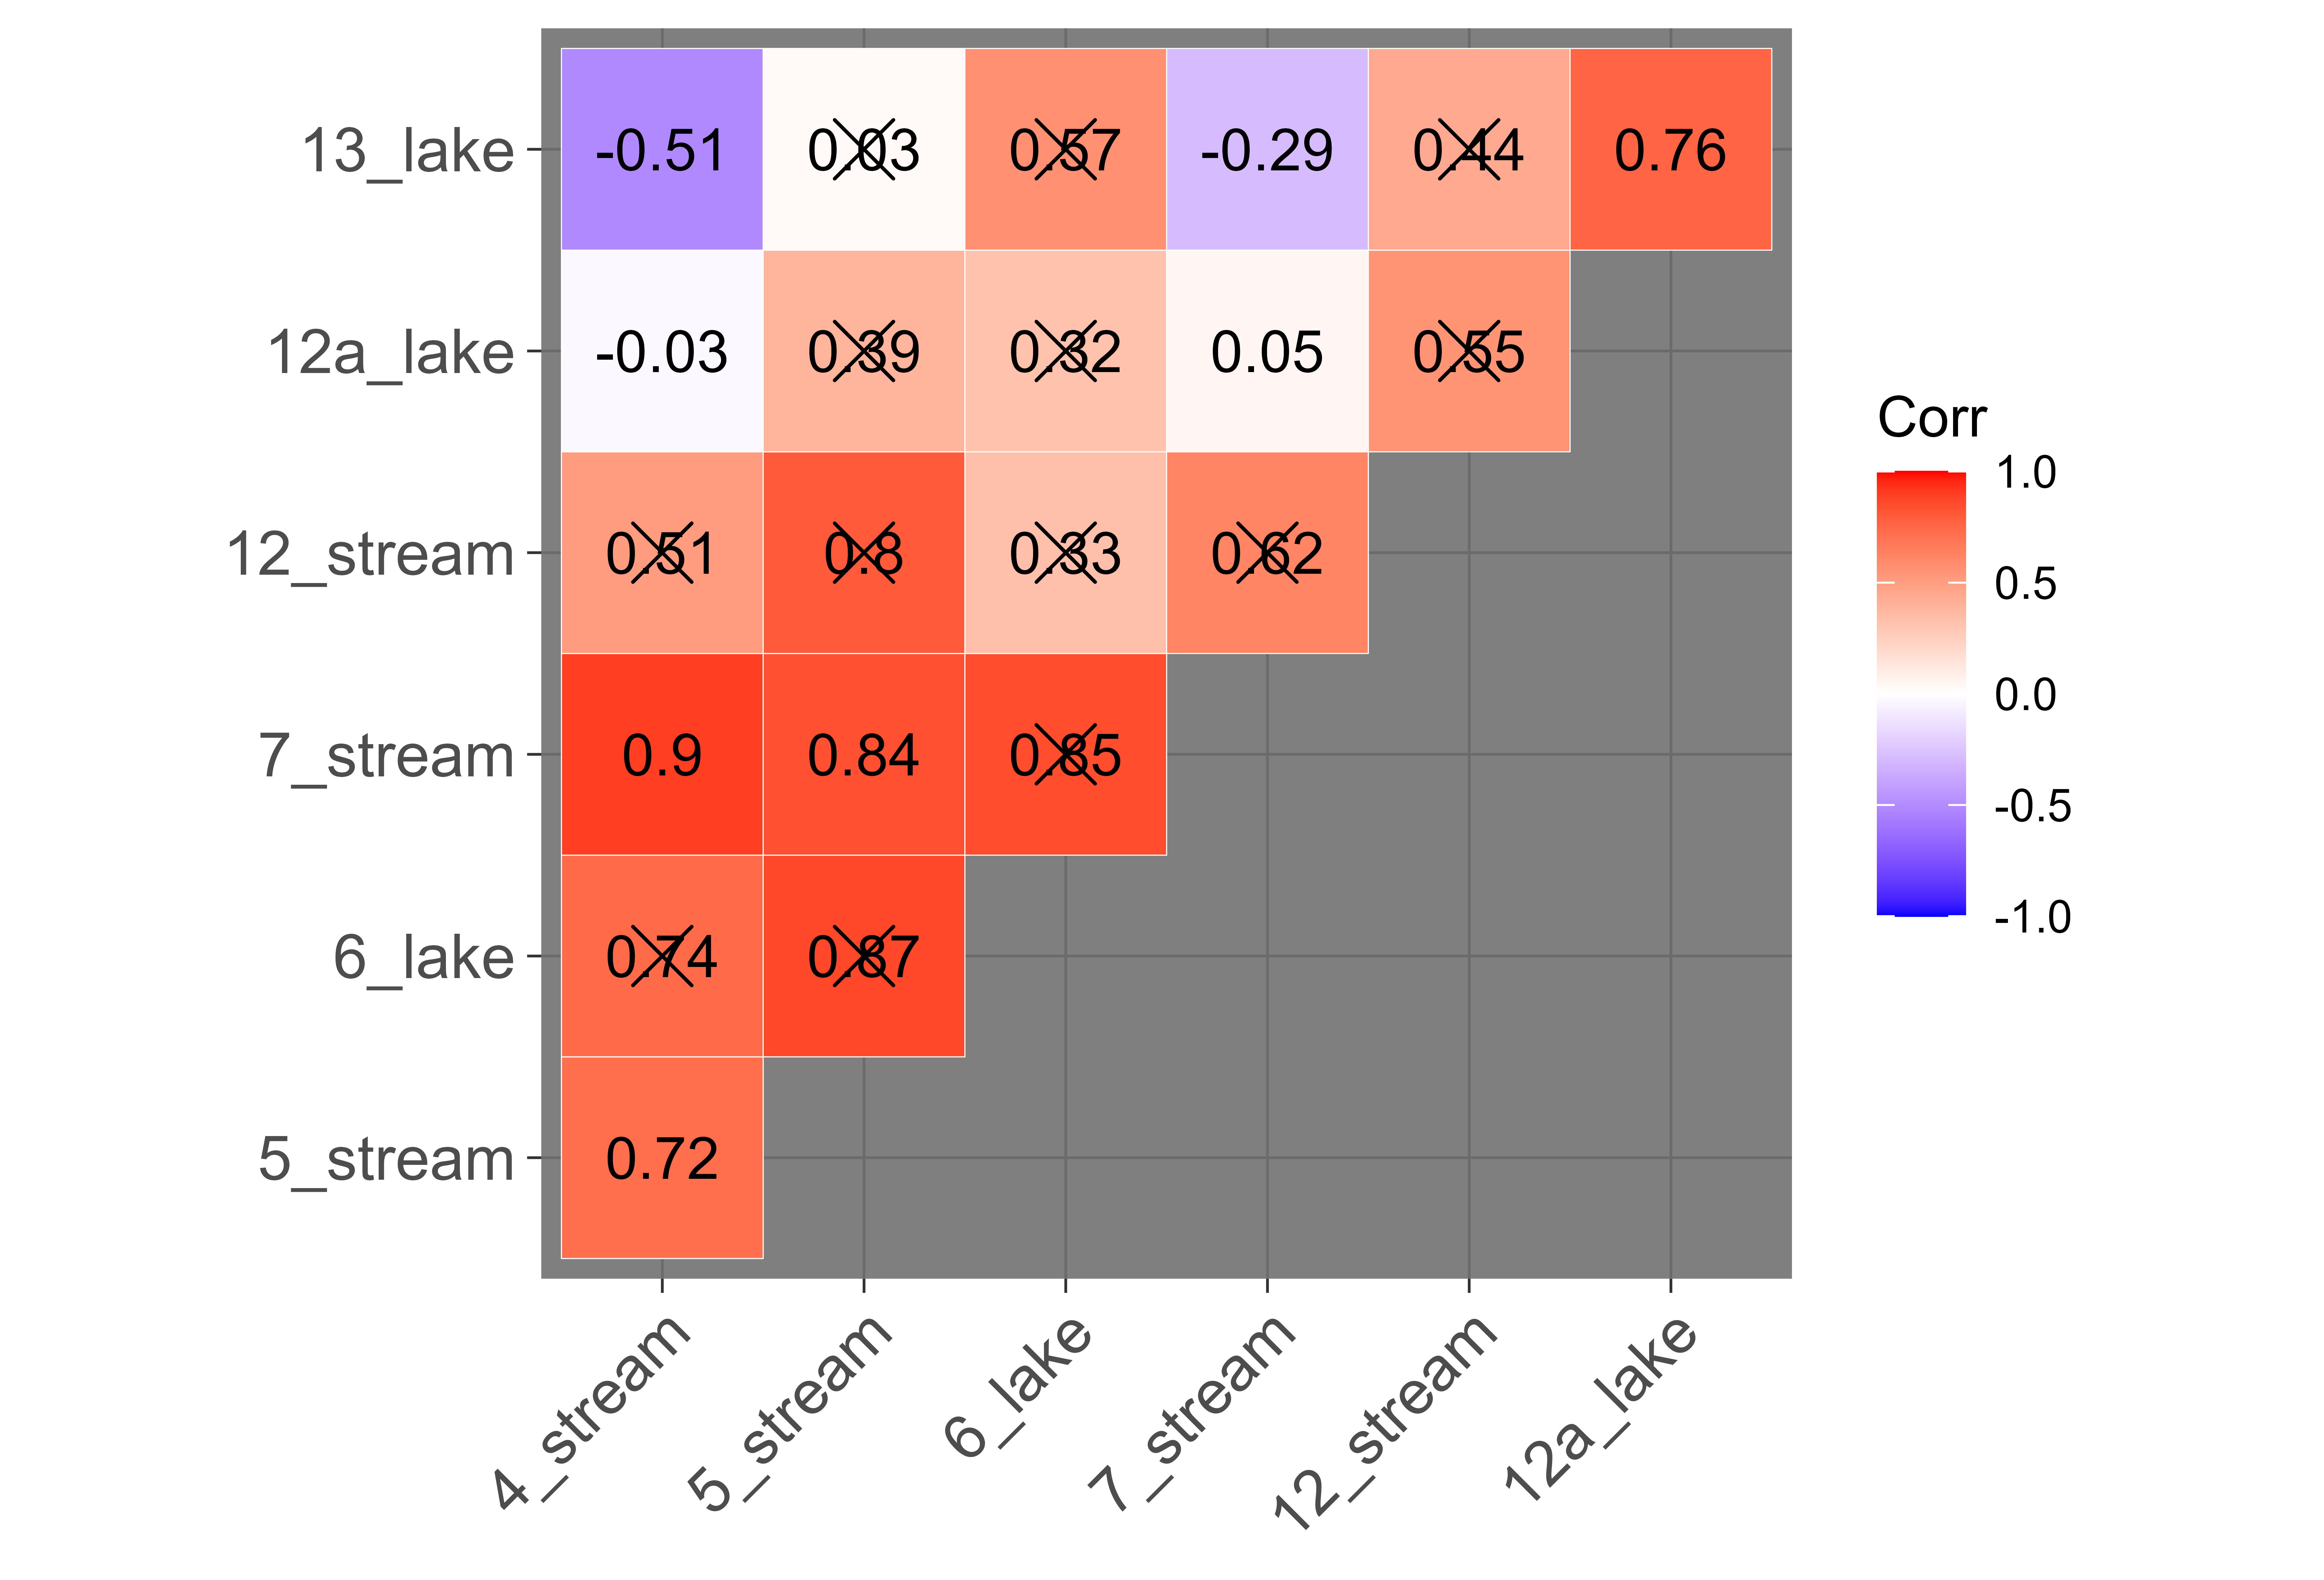 13_lake -0.51 0.03 0.57 -0.29 0.44 0.76
12a_lake -0.03 0.39 0.32 0.05 0.55
12_stream 0.51 0.8 0.33 0.62
7_stream 0.9 0.84 0.85
6_lake 0.74 0.87
5_stream 0.72
4_stream 5_stream 6_lake 7_stream 12_stream 12a_lake
Corr
1.0
0.5
0.0
-0.5
-1.0